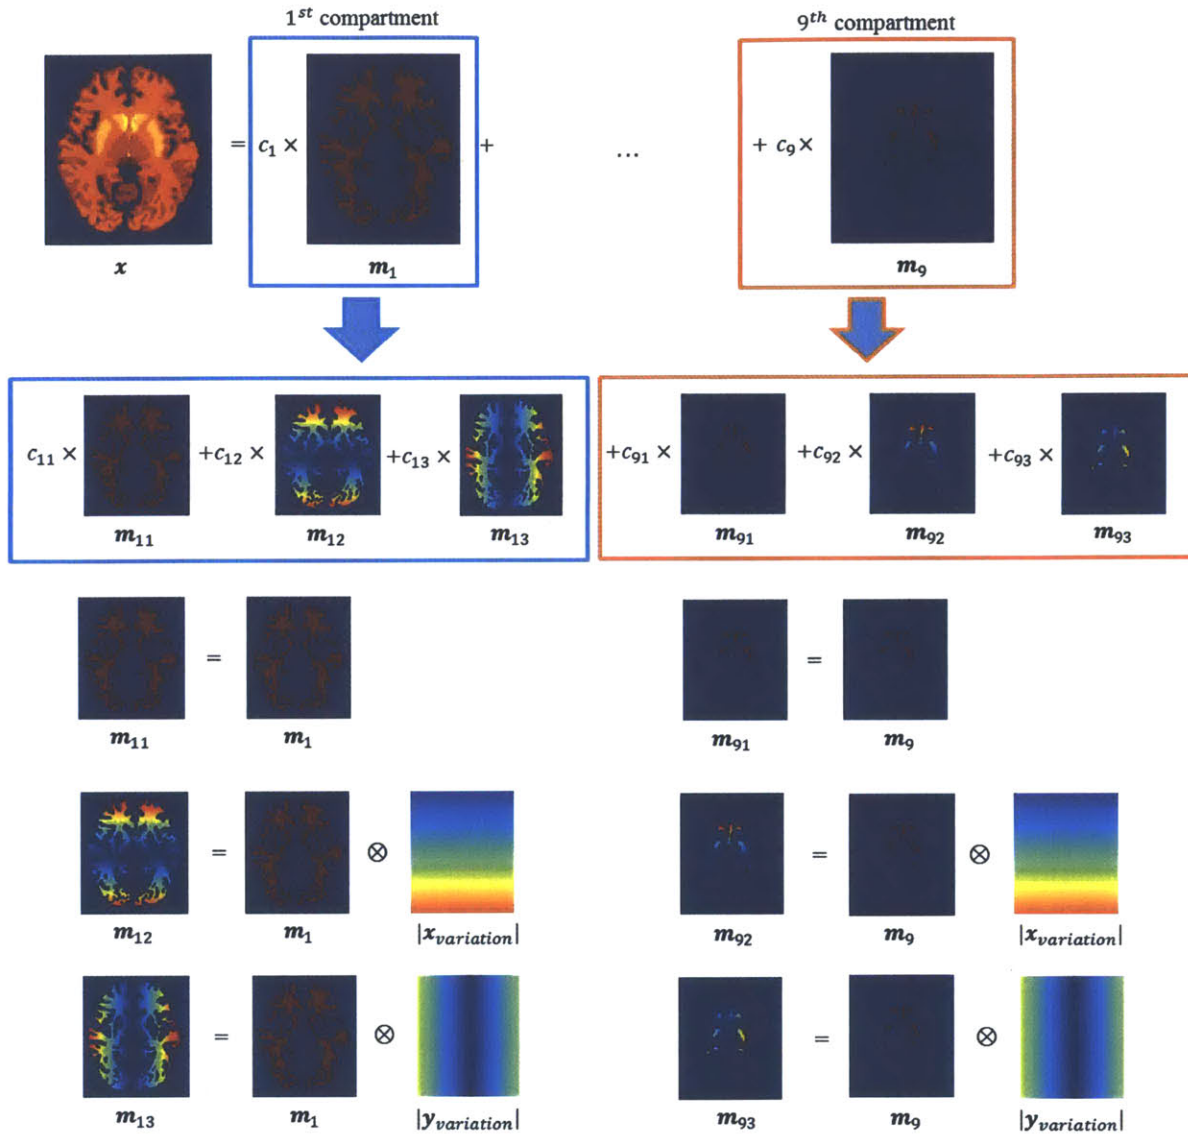 1st compartment
9th compartment
= c1 × + ... + c9 ×
x m1 m9
c11 × +c12 × +c13 × +c91 × +c92 × +c93 ×
m11 m12 m13 m91 m92 m93
= =
m11 m1 m91 m9
= ⊗ = ⊗
m12 m1 |xvariation| m92 m9 |xvariation|
= ⊗ = ⊗
m13 m1 |yvariation| m93 m9 |yvariation|